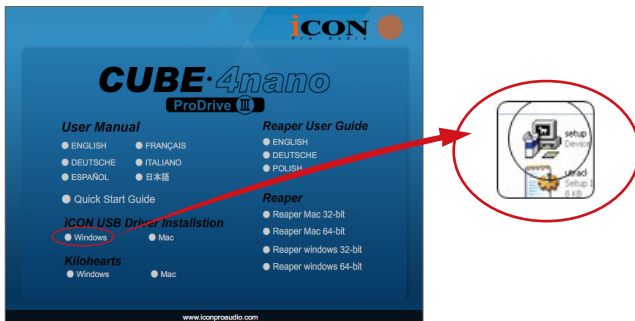 iCON
Pro Audio
CUBE·4nano
ProDrive III
User Manual
ENGLISH FRANÇAIS
DEUTSCHE ITALIANO
ESPAÑOL 日本語
Quick Start Guide
iCON USB Driver Installstion
Windows Mac
Kilohearts
Windows Mac
Reaper User Guide
ENGLISH
DEUTSCHE
POLISH
Reaper
Reaper Mac 32-bit
Reaper Mac 64-bit
Reaper windows 32-bit
Reaper windows 64-bit
www.iconproaudio.com
setup
Device
Setup I
8 KB